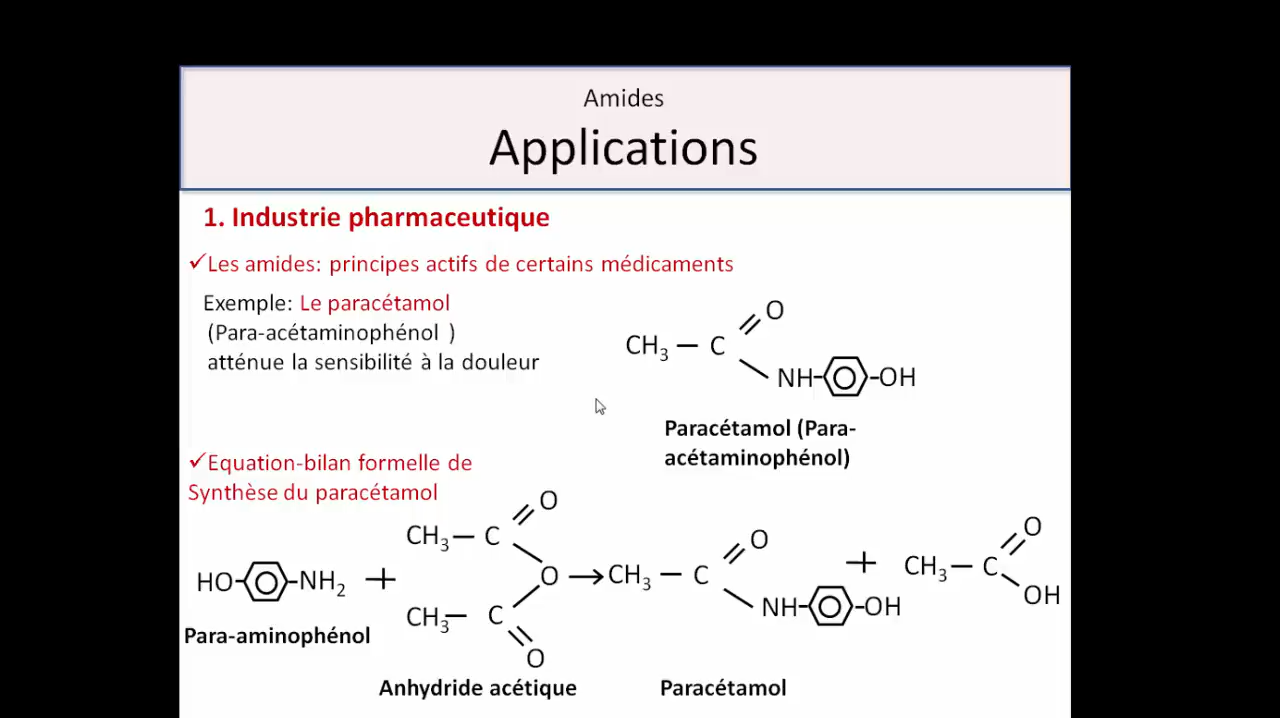 Amides
Applications
1. Industrie pharmaceutique
✓Les amides: principes actifs de certains médicaments
Exemple: Le paracétamol
(Para-acétaminophénol )
atténue la sensibilité à la douleur
O
CH₃ — C
NH-⌬-OH
Paracétamol (Para-
acétaminophénol)
✓Equation-bilan formelle de
Synthèse du paracétamol
O
CH₃— C
HO-⌬-NH₂ + O →
CH₃— C
O
O
CH₃ — C
NH-⌬-OH
+
O
CH₃— C
OH
Para-aminophénol
Anhydride acétique
Paracétamol